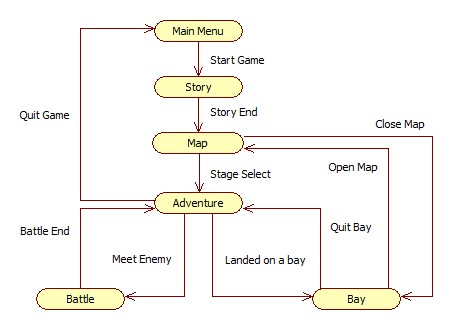 Main Menu
Start Game
Story
Quit Game
Story End
Close Map
Map
Open Map
Stage Select
Adventure
Battle End
Quit Bay
Meet Enemy
Landed on a bay
Battle
Bay